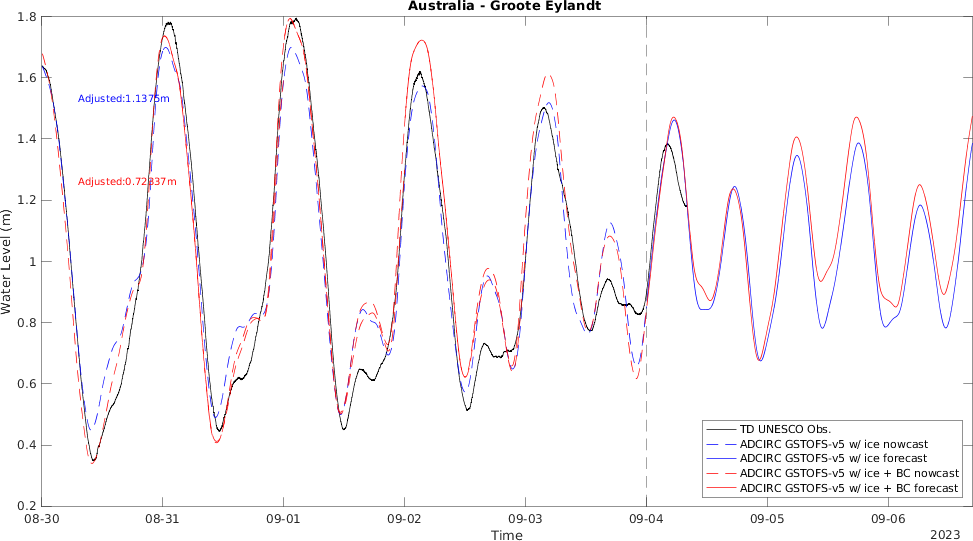 Australia - Groote Eylandt
Water Level (m)
1.8
1.6
1.4
1.2
1
0.8
0.6
0.4
0.2
Adjusted:1.1375m
Adjusted:0.72837m
TD UNESCO Obs.
ADCIRC GSTOFS-v5 w/ ice nowcast
ADCIRC GSTOFS-v5 w/ ice forecast
ADCIRC GSTOFS-v5 w/ ice + BC nowcast
ADCIRC GSTOFS-v5 w/ ice + BC forecast
08-30 08-31 09-01 09-02 09-03 09-04 09-05 09-06
Time
2023